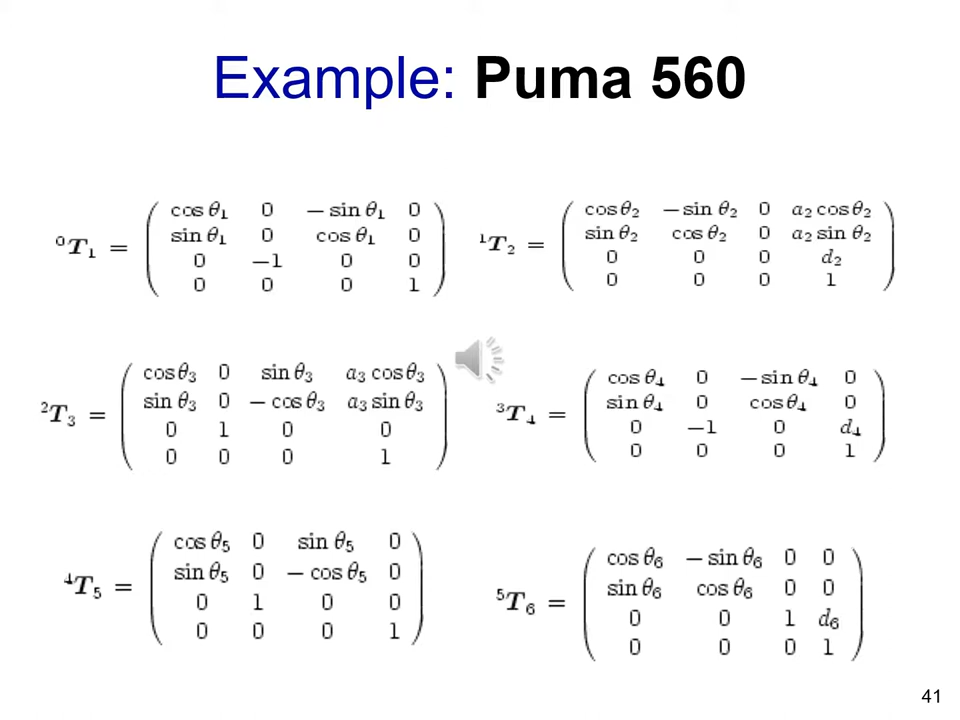 Example: Puma 560
⁰T₁ =
cos θ₁ 0 − sin θ₁ 0
sin θ₁ 0 cos θ₁ 0
0 −1 0 0
0 0 0 1
¹T₂ =
cos θ₂ − sin θ₂ 0 a₂ cos θ₂
sin θ₂ cos θ₂ 0 a₂ sin θ₂
0 0 0 d₂
0 0 0 1
²T₃ =
cos θ₃ 0 sin θ₃ a₃ cos θ₃
sin θ₃ 0 − cos θ₃ a₃ sin θ₃
0 1 0 0
0 0 0 1
³T₄ =
cos θ₄ 0 − sin θ₄ 0
sin θ₄ 0 cos θ₄ 0
0 −1 0 d₄
0 0 0 1
⁴T₅ =
cos θ₅ 0 sin θ₅ 0
sin θ₅ 0 − cos θ₅ 0
0 1 0 0
0 0 0 1
⁵T₆ =
cos θ₆ − sin θ₆ 0 0
sin θ₆ cos θ₆ 0 0
0 0 1 d₆
0 0 0 1
41